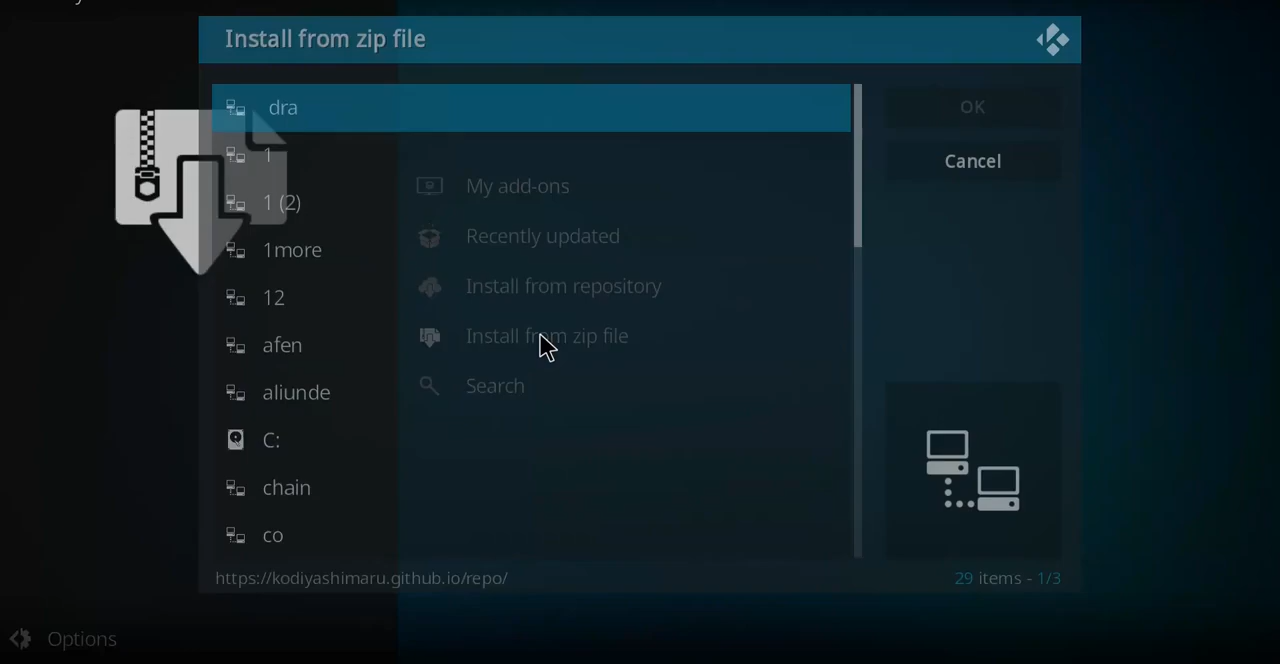 Install from zip file
dra
1
1 (2)
1more
12
afen
aliunde
C:
chain
co
My add-ons
Recently updated
Install from repository
Install from zip file
Search
OK
Cancel
https://kodiyashimaru.github.io/repo/
29 items - 1/3
Options